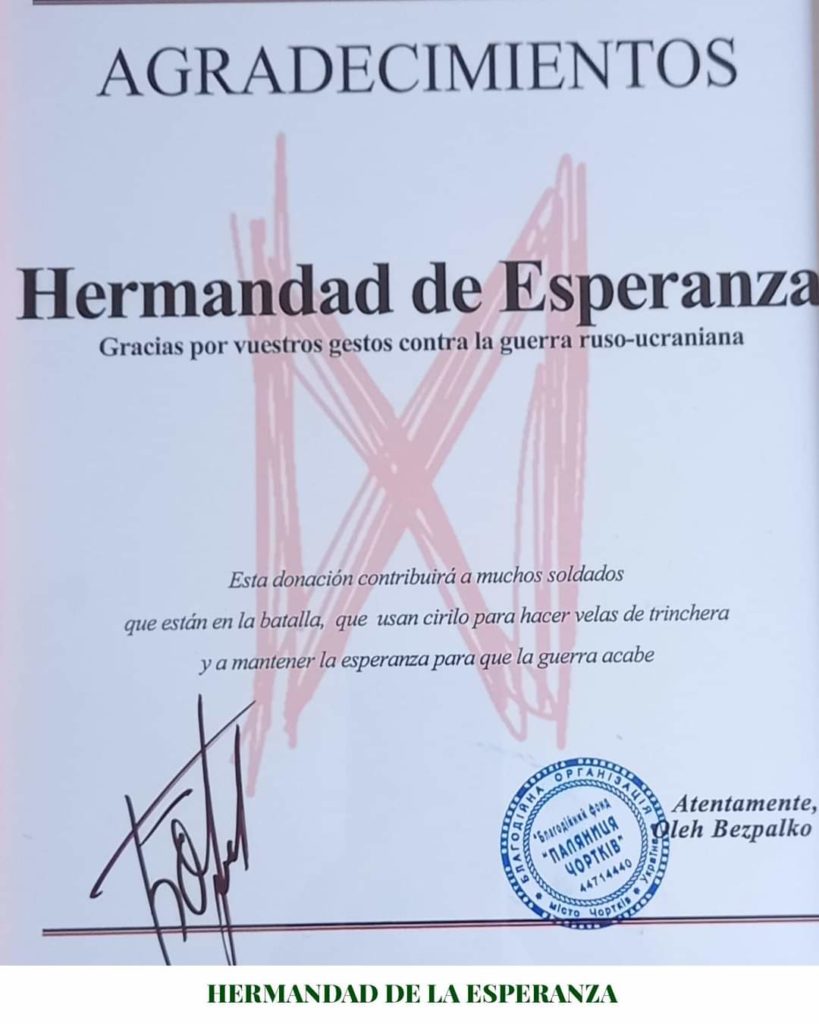 AGRADECIMIENTOS
Hermandad de Esperanza
Gracias por vuestros gestos contra la guerra ruso-ucraniana
Esta donación contribuirá a muchos soldados
que están en la batalla, que usan cirilo para hacer velas de trinchera
y a mantener la esperanza para que la guerra acabe
БЛАГОДІЙНА ОРГАНІЗАЦІЯ
"Благодійний фонд
"ПАЛЯНИЦЯ
ЧОРТКІВ"
44714440
місто Чортків
Україна
Atentamente,
Oleh Bezpalko
HERMANDAD DE LA ESPERANZA